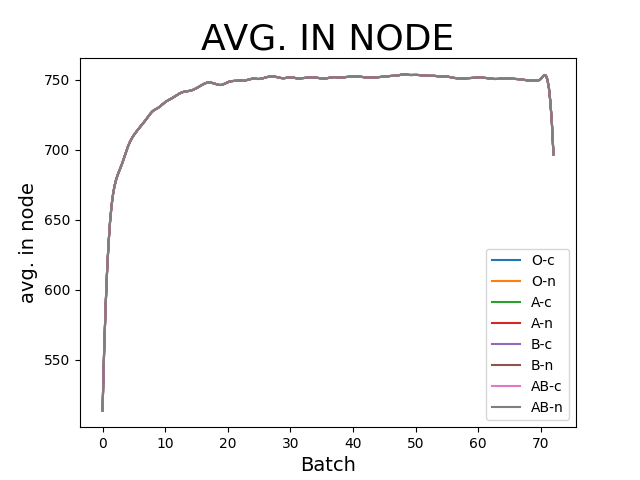 AVG. IN NODE
avg. in node
750
700
650
600
550
0 10 20 30 40 50 60 70
Batch
O-c
O-n
A-c
A-n
B-c
B-n
AB-c
AB-n